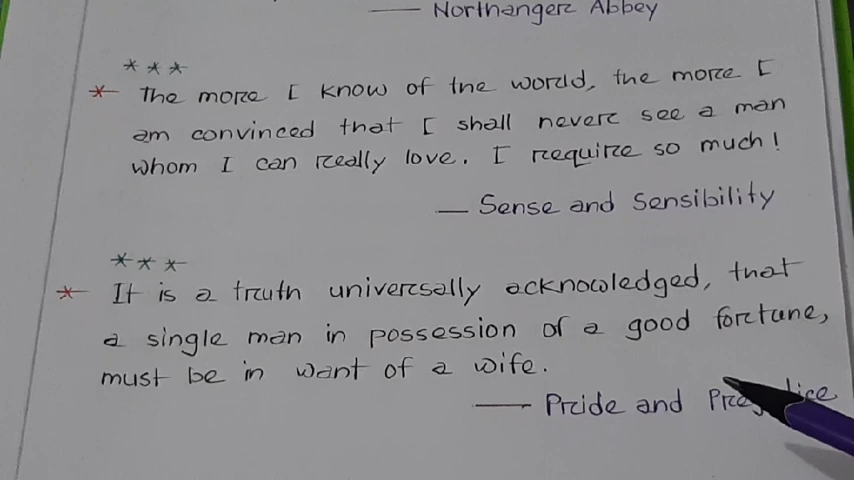 — Northanger Abbey
***
* The more I know of the world, the more I
am convinced that I shall never see a man
whom I can really love. I require so much!
— Sense and Sensibility
***
* It is a truth universally acknowledged, that
a single man in possession of a good fortune,
must be in want of a wife.
— Pride and